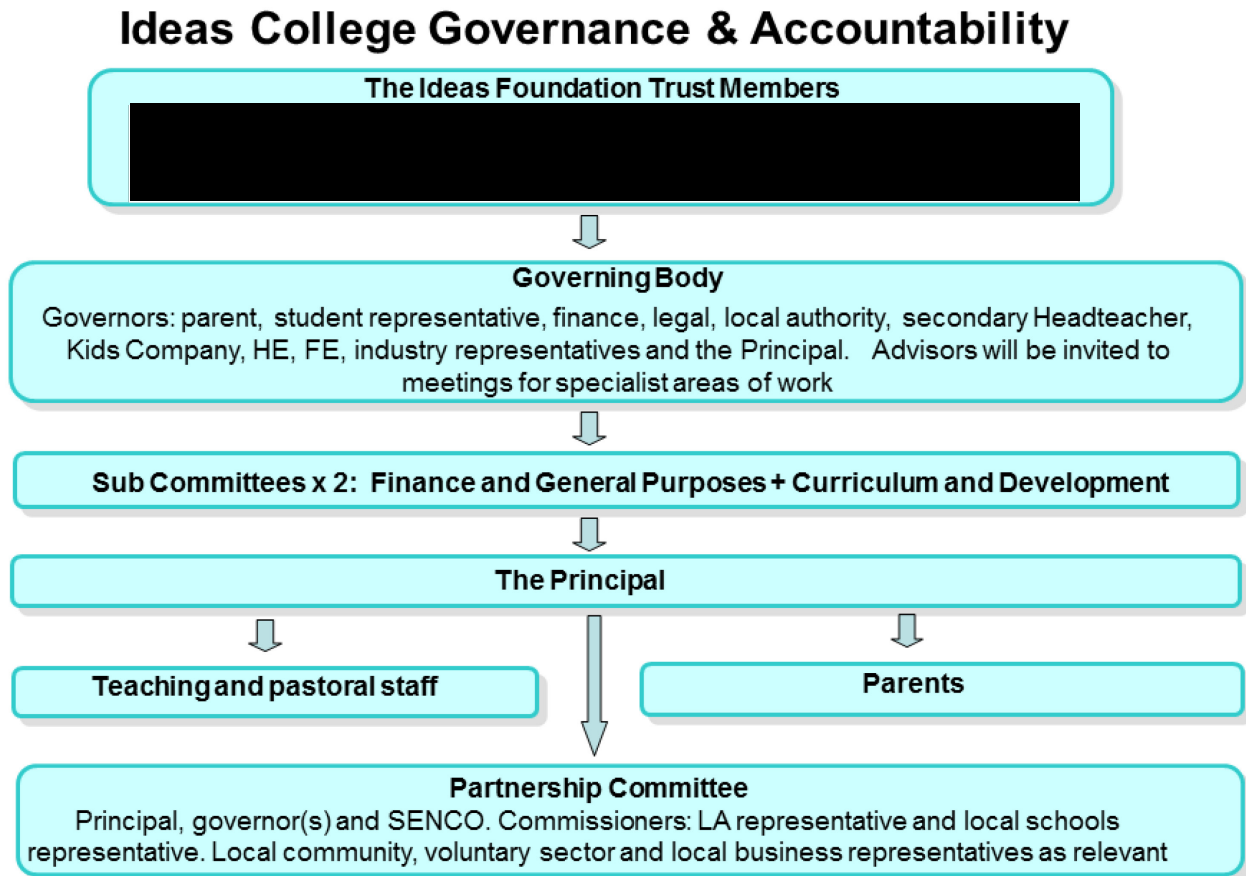 Ideas College Governance & Accountability
The Ideas Foundation Trust Members
Governing Body
Governors: parent, student representative, finance, legal, local authority, secondary Headteacher,
Kids Company, HE, FE, industry representatives and the Principal. Advisors will be invited to
meetings for specialist areas of work
Sub Committees x 2: Finance and General Purposes + Curriculum and Development
The Principal
Teaching and pastoral staff
Parents
Partnership Committee
Principal, governor(s) and SENCO. Commissioners: LA representative and local schools
representative. Local community, voluntary sector and local business representatives as relevant